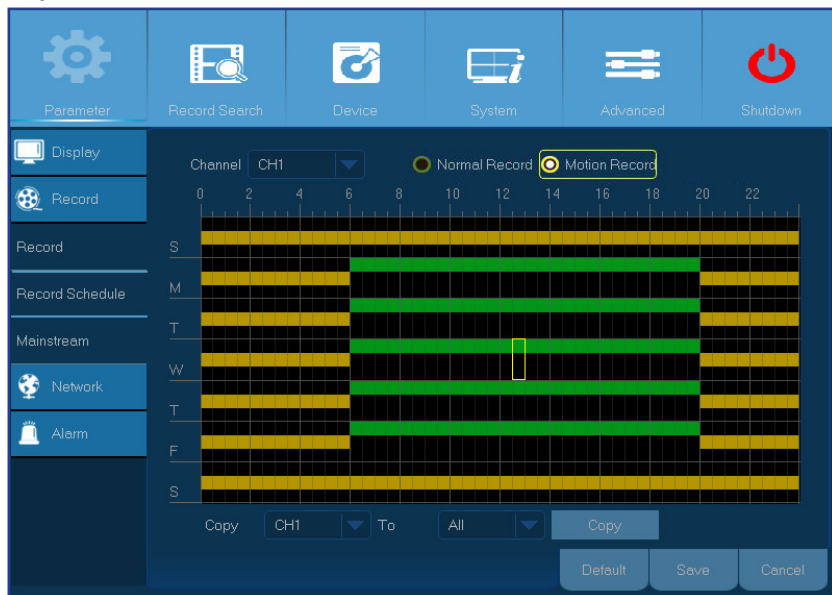 Parameter Record Search Device System Advanced Shutdown
Display
Record
Record
Record Schedule
Mainstream
Network
Alarm
Channel CH1 Normal Record Motion Record
0 2 4 6 8 10 12 14 16 18 20 22
S
M
T
W
T
F
S
Copy CH1 To All Copy
Default Save Cancel